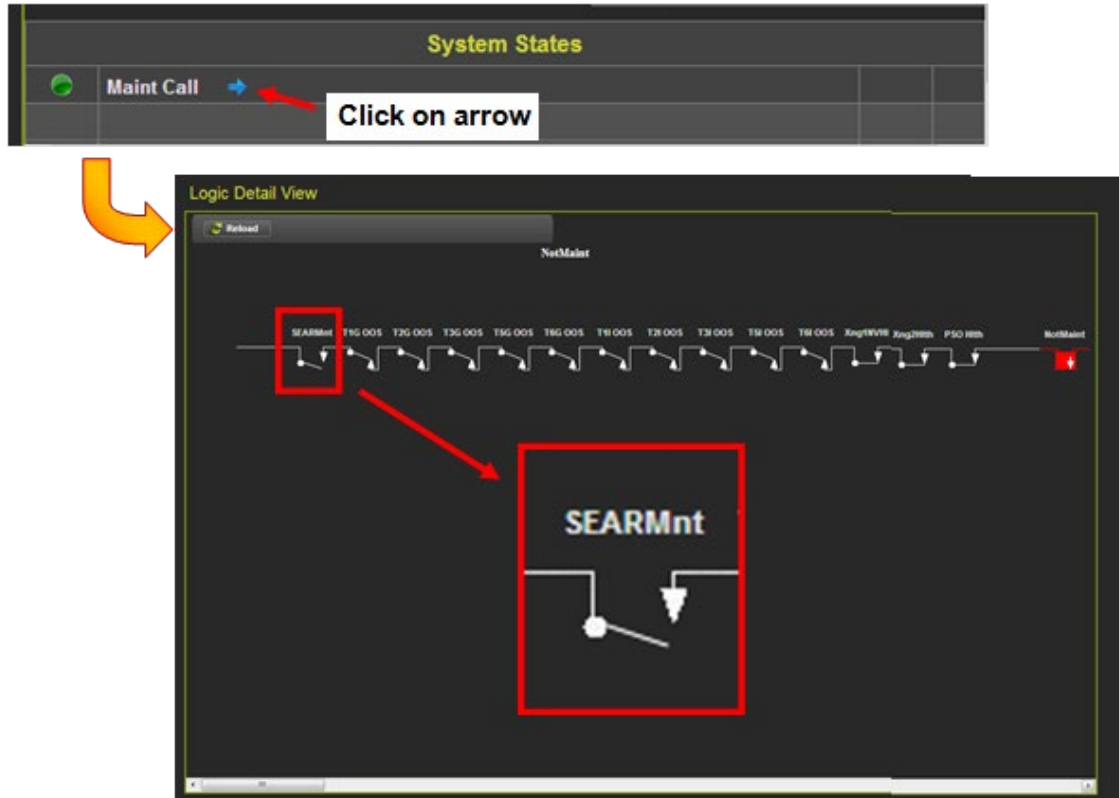 System States
Maint Call
Click on arrow
Logic Detail View
Reload
NotMaint
SEARMnt T1G OOS T2G OOS T3G OOS T5G OOS T6G OOS T1I OOS T2I OOS T3I OOS T5I OOS T6I OOS Xng2Hlth PSO Hlth NotMaint
SEARMnt